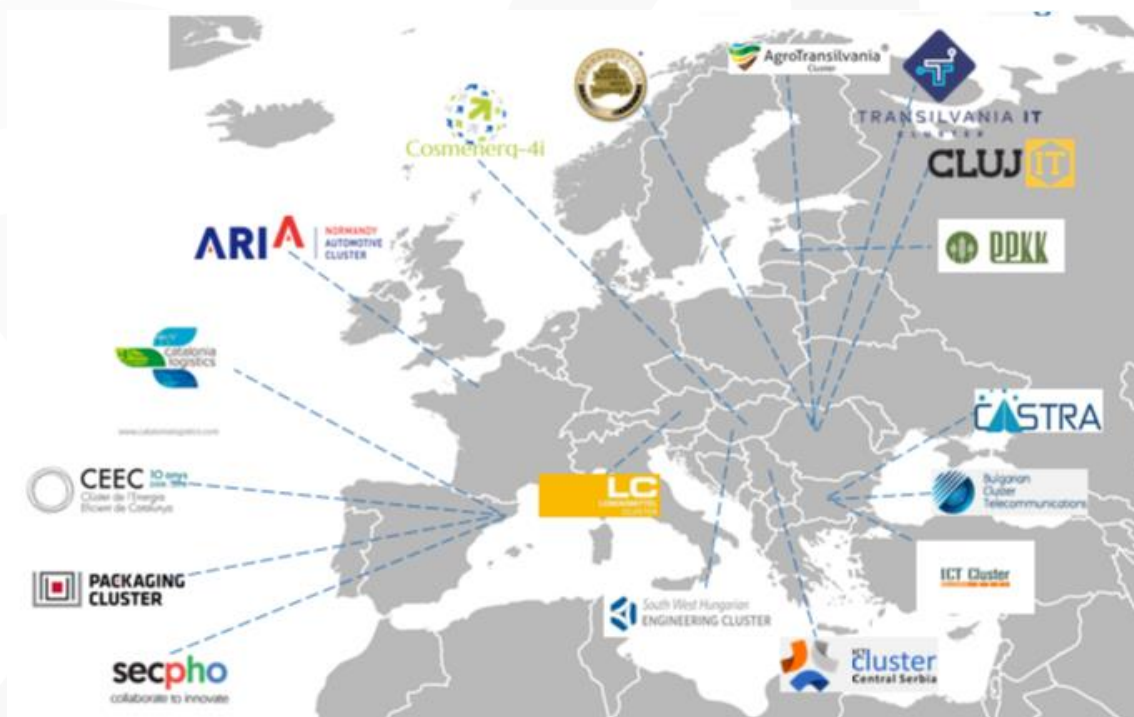 AgroTransilvania®
Cluster
TRANSILVANIA IT
CLUSTER
Cosmenerg-4i
CLUJ IT
ARIA
NORMANDY
AUTOMOTIVE
CLUSTER
PPKK
catalonia
logistics
www.catalonialogistics.com
CASTRA
CEEC 10 anys
Clúster de l'Energia
Eficient de Catalunya
LC
LEBENSMITTEL
CLUSTER
Bulgarian
Cluster
Telecommunications
PACKAGING
CLUSTER
ICT Cluster
South West Hungarian
ENGINEERING CLUSTER
secpho
collaborate to innovate
cluster
Central Serbia